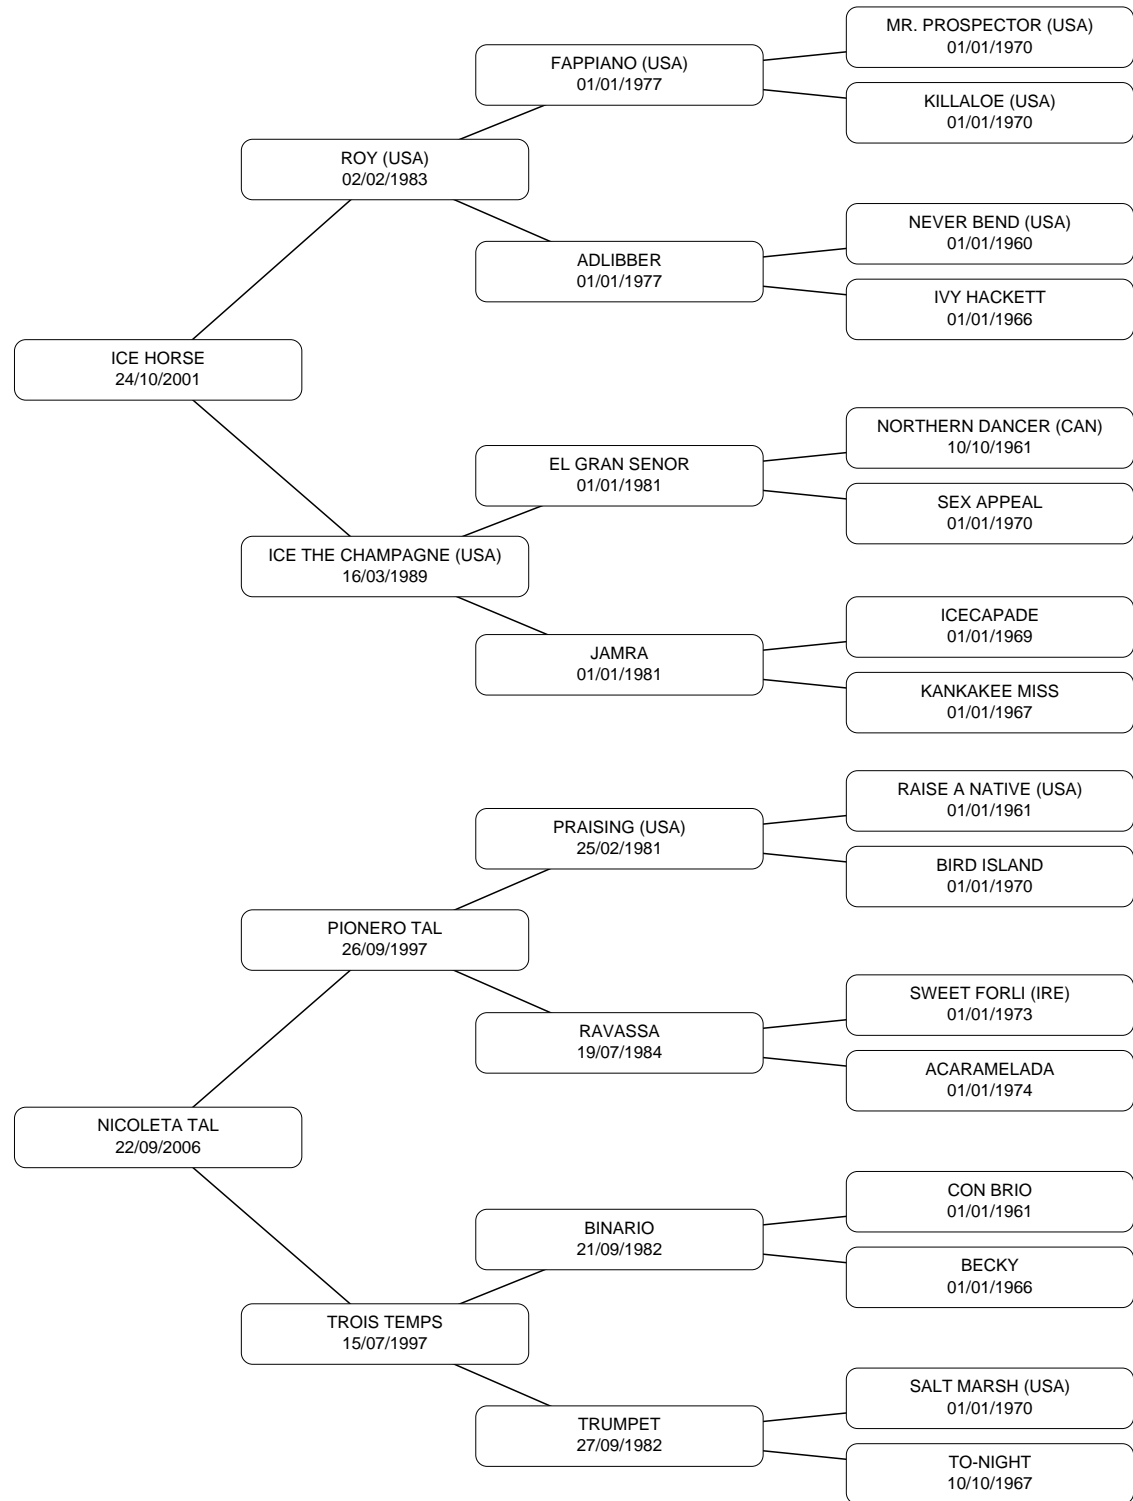 MR. PROSPECTOR (USA)
01/01/1970
FAPPIANO (USA)
01/01/1977
KILLALOE (USA)
01/01/1970
ROY (USA)
02/02/1983
NEVER BEND (USA)
01/01/1960
ADLIBBER
01/01/1977
IVY HACKETT
01/01/1966
ICE HORSE
24/10/2001
NORTHERN DANCER (CAN)
10/10/1961
EL GRAN SENOR
01/01/1981
SEX APPEAL
01/01/1970
ICE THE CHAMPAGNE (USA)
16/03/1989
ICECAPADE
01/01/1969
JAMRA
01/01/1981
KANKAKEE MISS
01/01/1967
RAISE A NATIVE (USA)
01/01/1961
PRAISING (USA)
25/02/1981
BIRD ISLAND
01/01/1970
PIONERO TAL
26/09/1997
SWEET FORLI (IRE)
01/01/1973
RAVASSA
19/07/1984
ACARAMELADA
01/01/1974
NICOLETA TAL
22/09/2006
CON BRIO
01/01/1961
BINARIO
21/09/1982
BECKY
01/01/1966
TROIS TEMPS
15/07/1997
SALT MARSH (USA)
01/01/1970
TRUMPET
27/09/1982
TO-NIGHT
10/10/1967